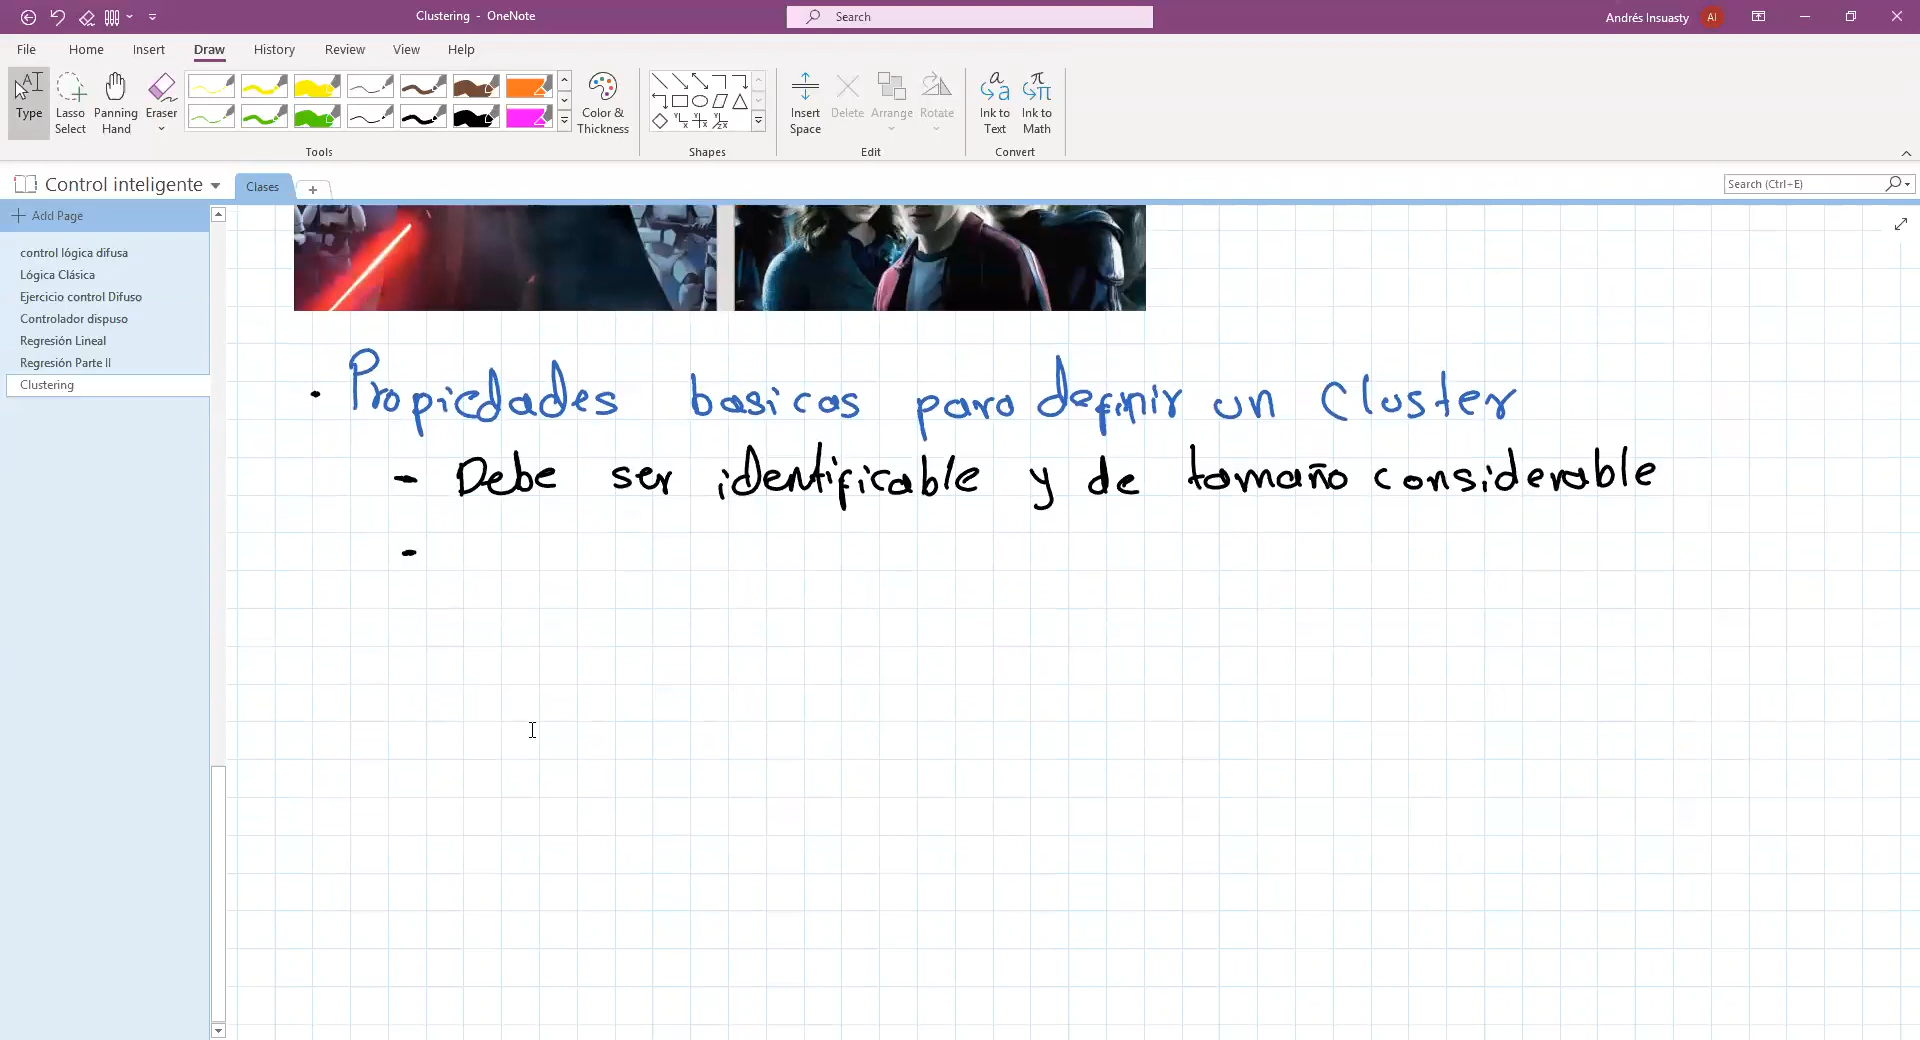 Clustering - OneNote
Search
Andrés Insuasty
AI
File Home Insert Draw History Review View Help
Type
Lasso Select
Panning Hand
Eraser
Color & Thickness
Insert Space
Delete
Arrange
Rotate
Ink to Text
Ink to Math
Tools
Shapes
Edit
Convert
Control inteligente
Clases
Search (Ctrl+E)
Add Page
control lógica difusa
Lógica Clásica
Ejercicio control Difuso
Controlador dispuso
Regresión Lineal
Regresión Parte II
Clustering
• Propiedades basicas para definir un Cluster
- Debe ser identificable y de tamaño considerable
-